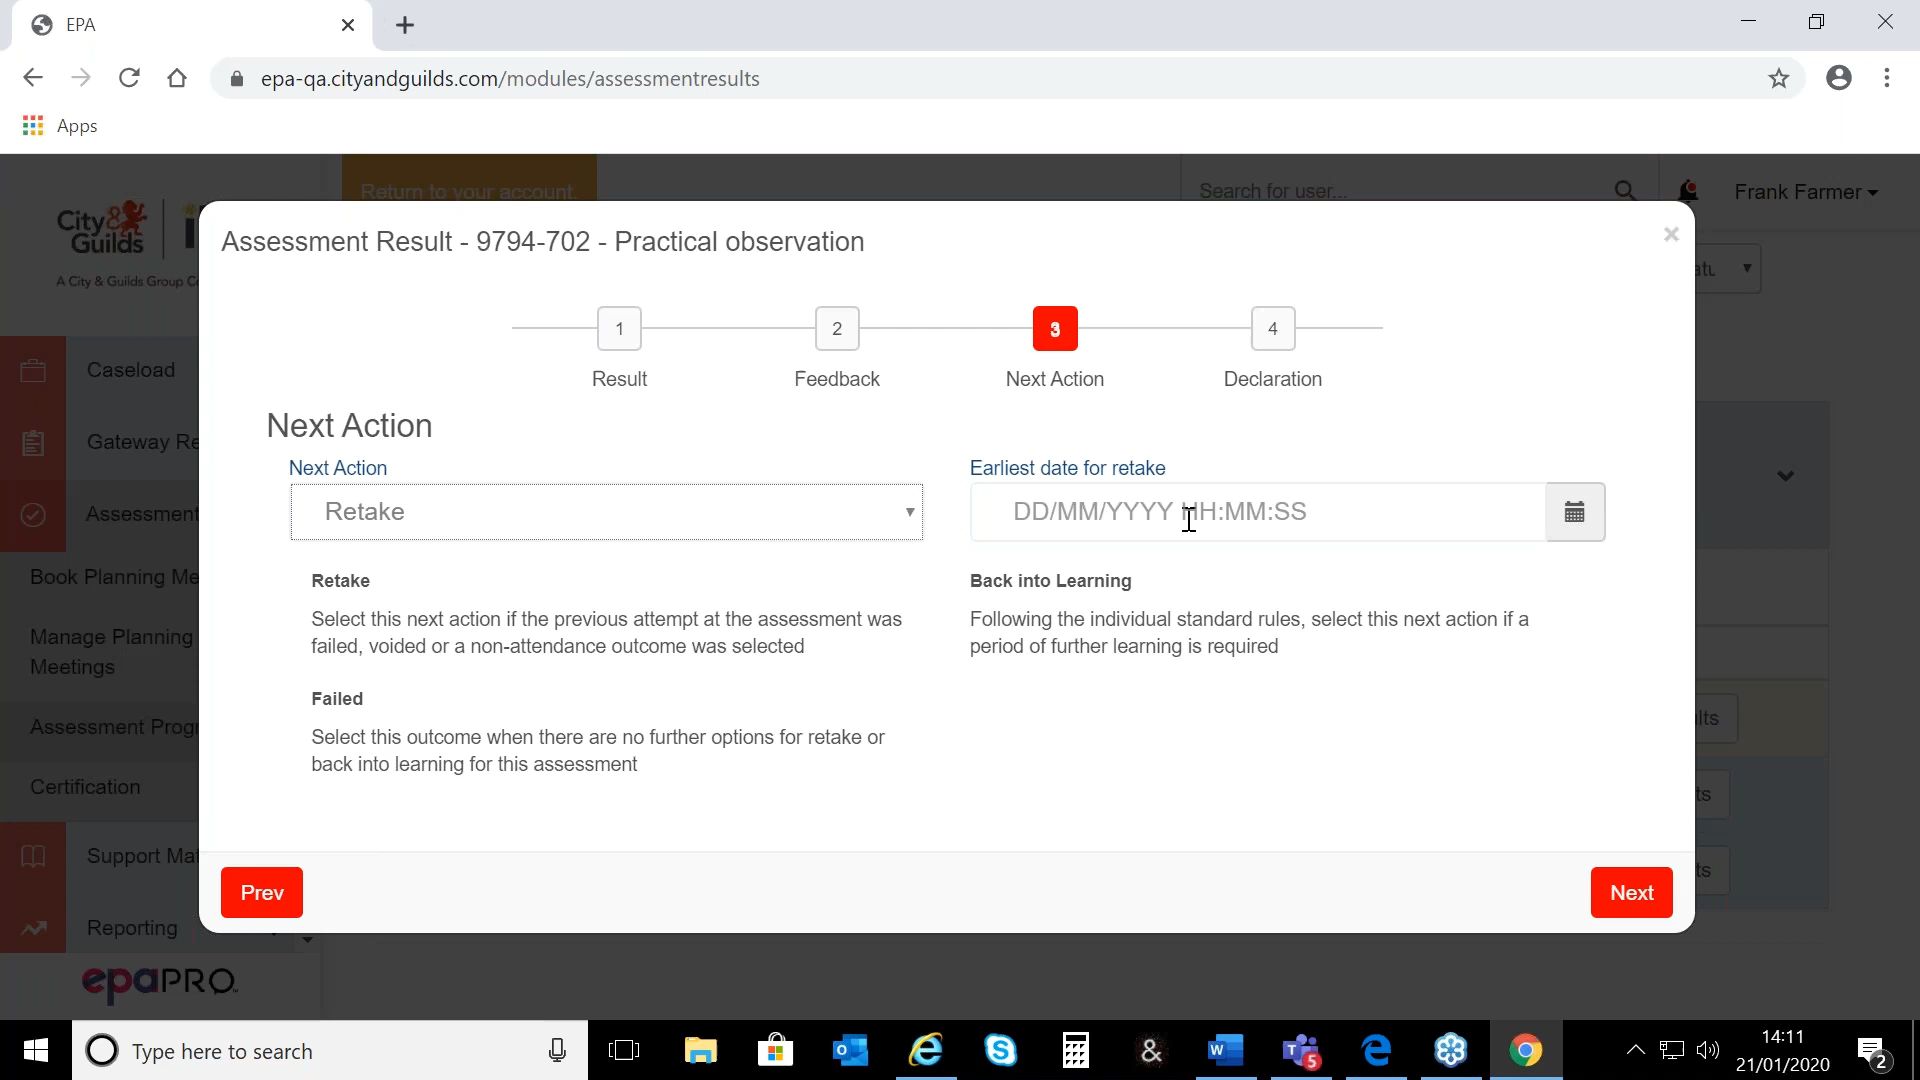 EPA
epa-qa.cityandguilds.com/modules/assessmentresults
Apps
Return to your account
Search for user...
Frank Farmer
City&
Guilds
A City & Guilds Group C
Assessment Result - 9794-702 - Practical observation
1
2
3
4
Result
Feedback
Next Action
Declaration
Next Action
Next Action
Earliest date for retake
Retake
DD/MM/YYYY HH:MM:SS
Retake
Back into Learning
Select this next action if the previous attempt at the assessment was
failed, voided or a non-attendance outcome was selected
Following the individual standard rules, select this next action if a
period of further learning is required
Failed
Select this outcome when there are no further options for retake or
back into learning for this assessment
Prev
Next
Caseload
Gateway Re
Assessment
Book Planning Me
Manage Planning
Meetings
Assessment Progr
Certification
Support Mat
Reporting
epaPRO
lts
ts
ts
Type here to search
5
14:11
21/01/2020
2